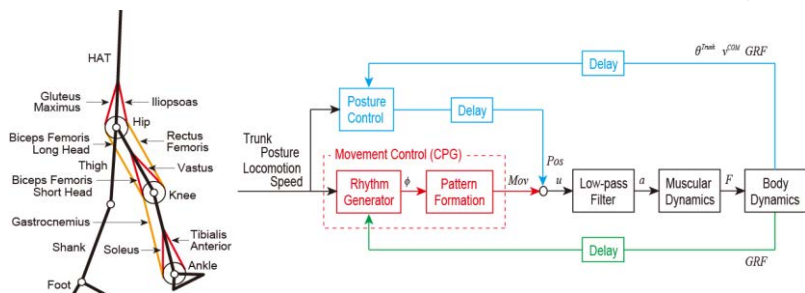 HAT
Gluteus
Maximus
Iliopsoas
Hip
Biceps Femoris
Long Head
Rectus
Femoris
Thigh
Vastus
Biceps Femoris
Short Head
Knee
Gastrocnemius
Shank
Soleus
Tibialis
Anterior
Ankle
Foot
θTrunk vCOM GRF
Delay
Posture
Control
Delay
Trunk
Posture
Locomotion
Speed
Movement Control (CPG)
Rhythm
Generator
ϕ
Pattern
Formation
Mov
Pos
u
Low-pass
Filter
a
Muscular
Dynamics
F
Body
Dynamics
Delay
GRF